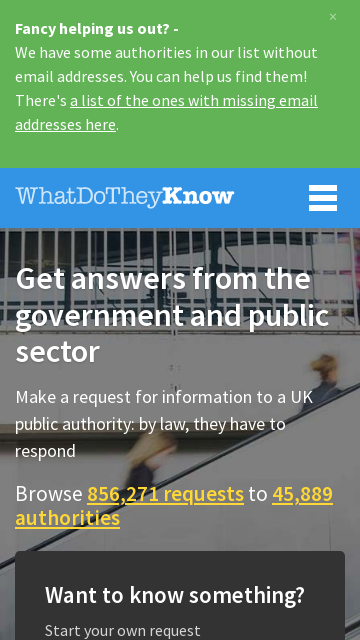 ×
Fancy helping us out? -
We have some authorities in our list without
email addresses. You can help us find them!
There's a list of the ones with missing email
addresses here.
WhatDoTheyKnow
Get answers from the
government and public
sector
Make a request for information to a UK
public authority: by law, they have to
respond
Browse 856,271 requests to 45,889
authorities
Want to know something?
Start your own request